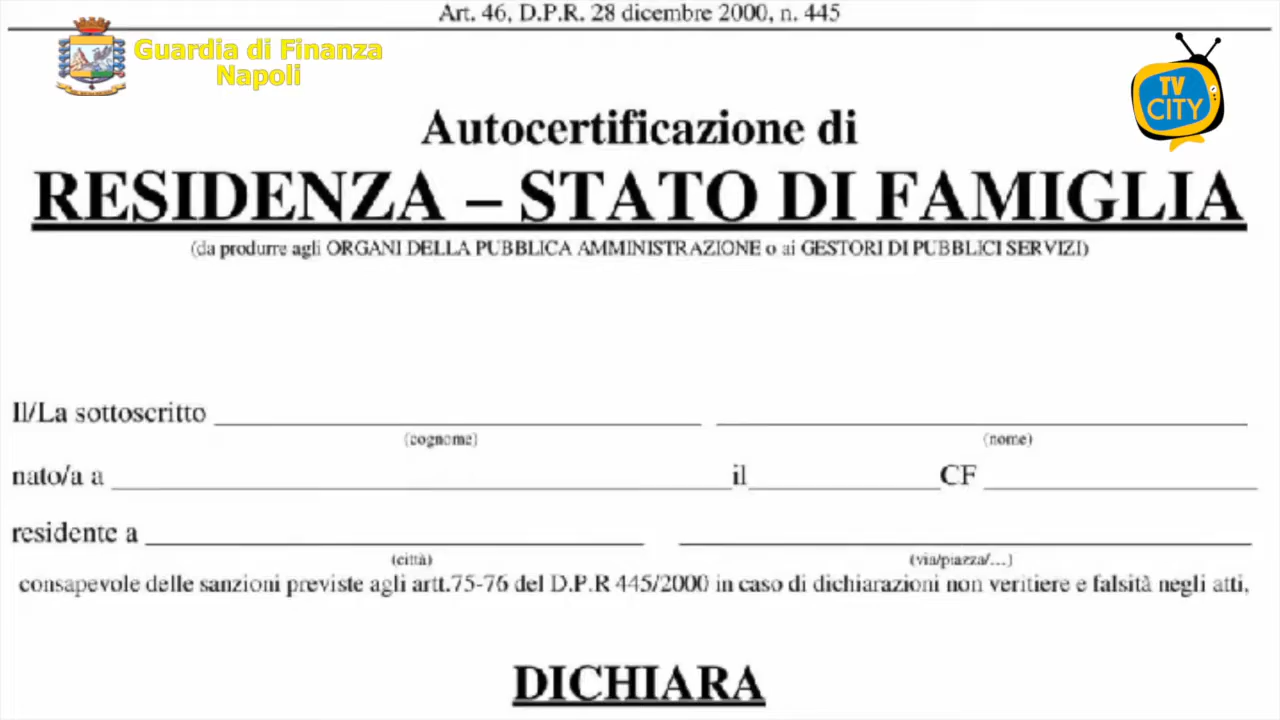 Art. 46, D.P.R. 28 dicembre 2000, n. 445
Guardia di Finanza
Napoli
TV
CITY
Autocertificazione di
RESIDENZA – STATO DI FAMIGLIA
(da produrre agli ORGANI DELLA PUBBLICA AMMINISTRAZIONE o ai GESTORI DI PUBBLICI SERVIZI)
Il/La sottoscritto
(cognome) (nome)
nato/a a il CF
residente a
(città) (via/piazza/…)
consapevole delle sanzioni previste agli artt.75-76 del D.P.R 445/2000 in caso di dichiarazioni non veritiere e falsità negli atti,
DICHIARA